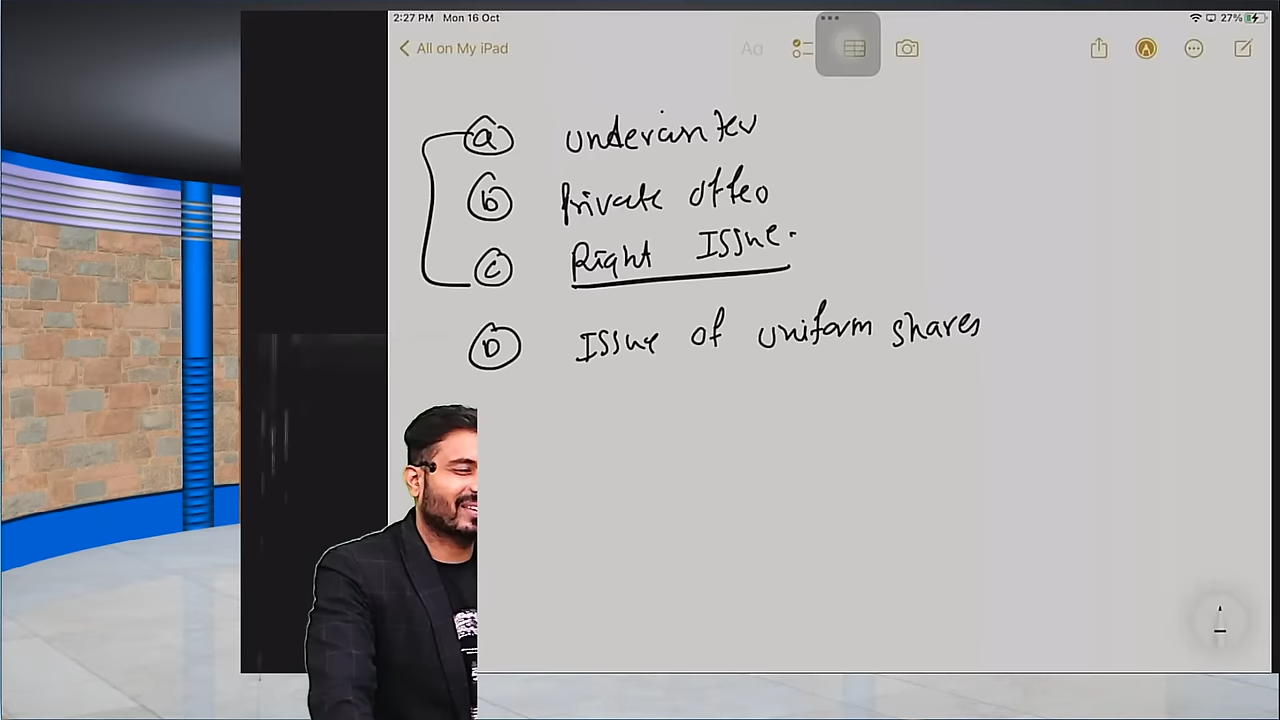 2:27 PM Mon 16 Oct
27%
All on My iPad
Aa
a underwriter
b Private offer
c Right Issue.
D Issue of uniform shares